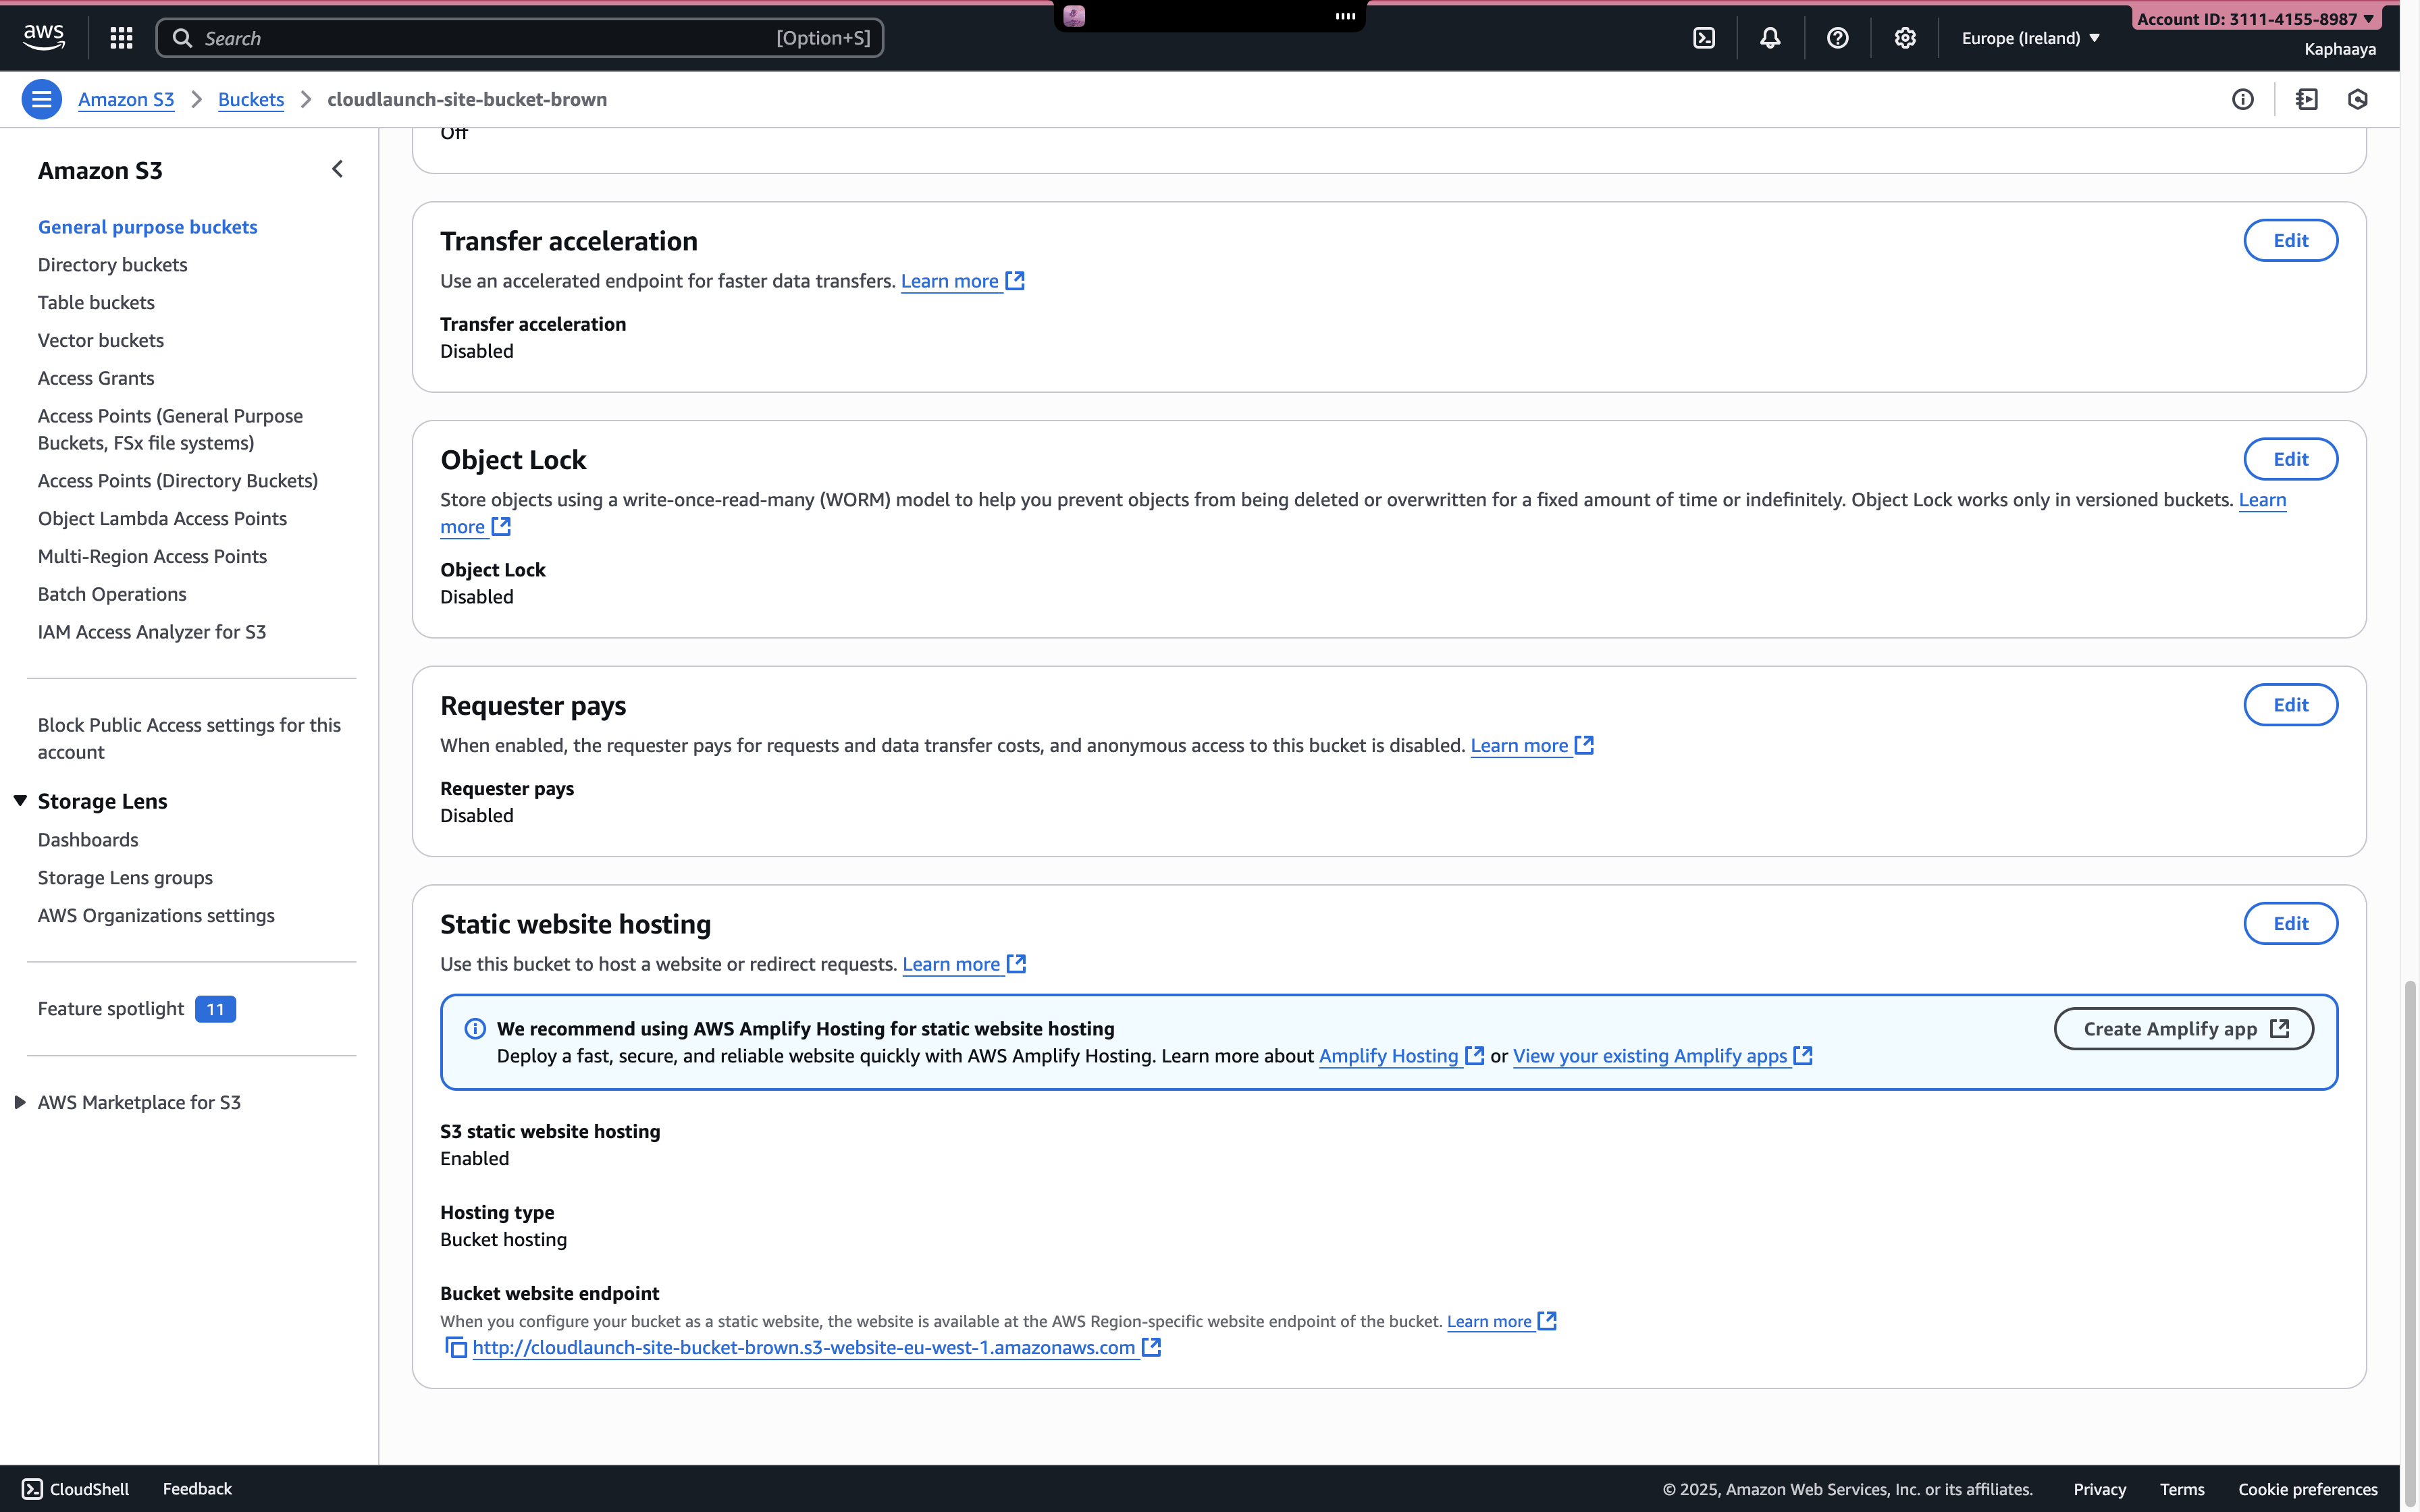 aws
Search
[Option+S]
Europe (Ireland)
Account ID: 3111-4155-8987
Kaphaaya
Amazon S3
Buckets
cloudlaunch-site-bucket-brown
Amazon S3
General purpose buckets
Directory buckets
Table buckets
Vector buckets
Access Grants
Access Points (General Purpose
Buckets, FSx file systems)
Access Points (Directory Buckets)
Object Lambda Access Points
Multi-Region Access Points
Batch Operations
IAM Access Analyzer for S3
Block Public Access settings for this
account
Storage Lens
Dashboards
Storage Lens groups
AWS Organizations settings
Feature spotlight 11
AWS Marketplace for S3
Off
Transfer acceleration
Edit
Use an accelerated endpoint for faster data transfers. Learn more
Transfer acceleration
Disabled
Object Lock
Edit
Store objects using a write-once-read-many (WORM) model to help you prevent objects from being deleted or overwritten for a fixed amount of time or indefinitely. Object Lock works only in versioned buckets. Learn
more
Object Lock
Disabled
Requester pays
Edit
When enabled, the requester pays for requests and data transfer costs, and anonymous access to this bucket is disabled. Learn more
Requester pays
Disabled
Static website hosting
Edit
Use this bucket to host a website or redirect requests. Learn more
We recommend using AWS Amplify Hosting for static website hosting
Create Amplify app
Deploy a fast, secure, and reliable website quickly with AWS Amplify Hosting. Learn more about Amplify Hosting or View your existing Amplify apps
S3 static website hosting
Enabled
Hosting type
Bucket hosting
Bucket website endpoint
When you configure your bucket as a static website, the website is available at the AWS Region-specific website endpoint of the bucket. Learn more
http://cloudlaunch-site-bucket-brown.s3-website-eu-west-1.amazonaws.com
CloudShell
Feedback
© 2025, Amazon Web Services, Inc. or its affiliates.
Privacy
Terms
Cookie preferences